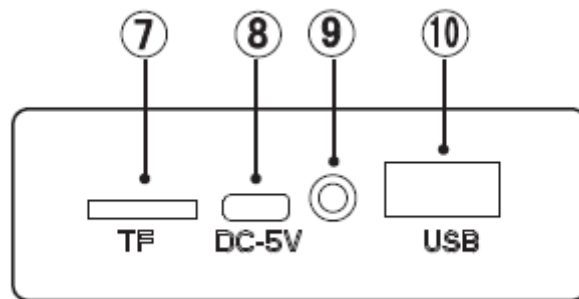 ⑦ ⑧ ⑨ ⑩
TF DC-5V USB